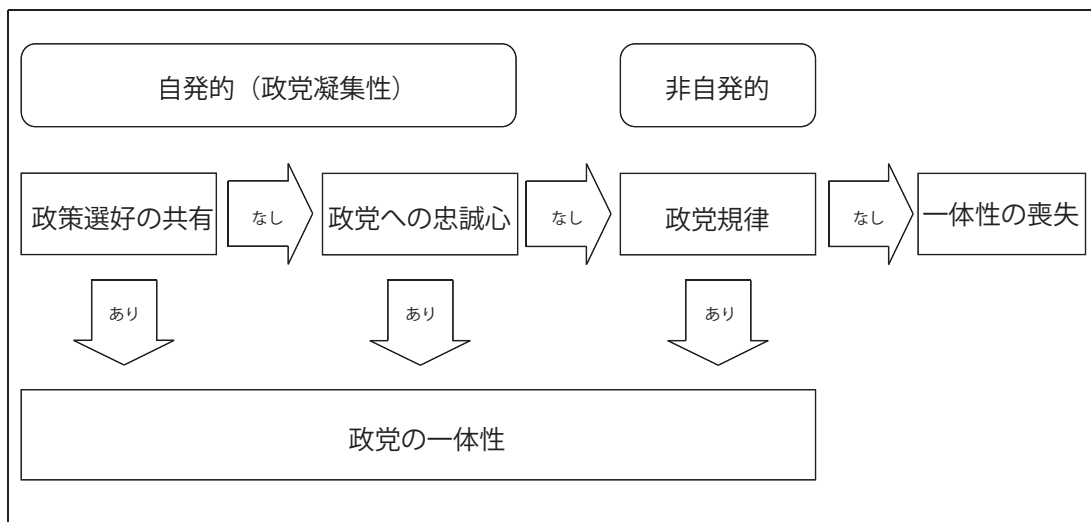 自発的（政党凝集性）
非自発的
政策選好の共有
なし
政党への忠誠心
なし
政党規律
なし
一体性の喪失
あり
あり
あり
政党の一体性